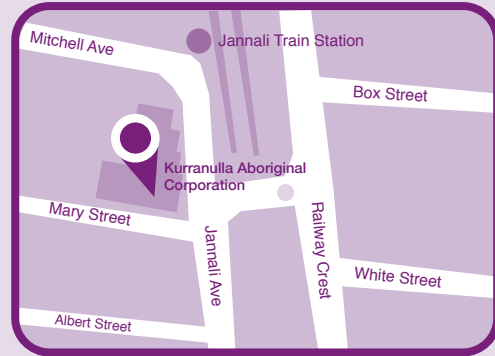 Mitchell Ave
Jannali Train Station
Box Street
Kurranulla Aboriginal
Corporation
Mary Street
Jannali Ave
Railway Crest
White Street
Albert Street